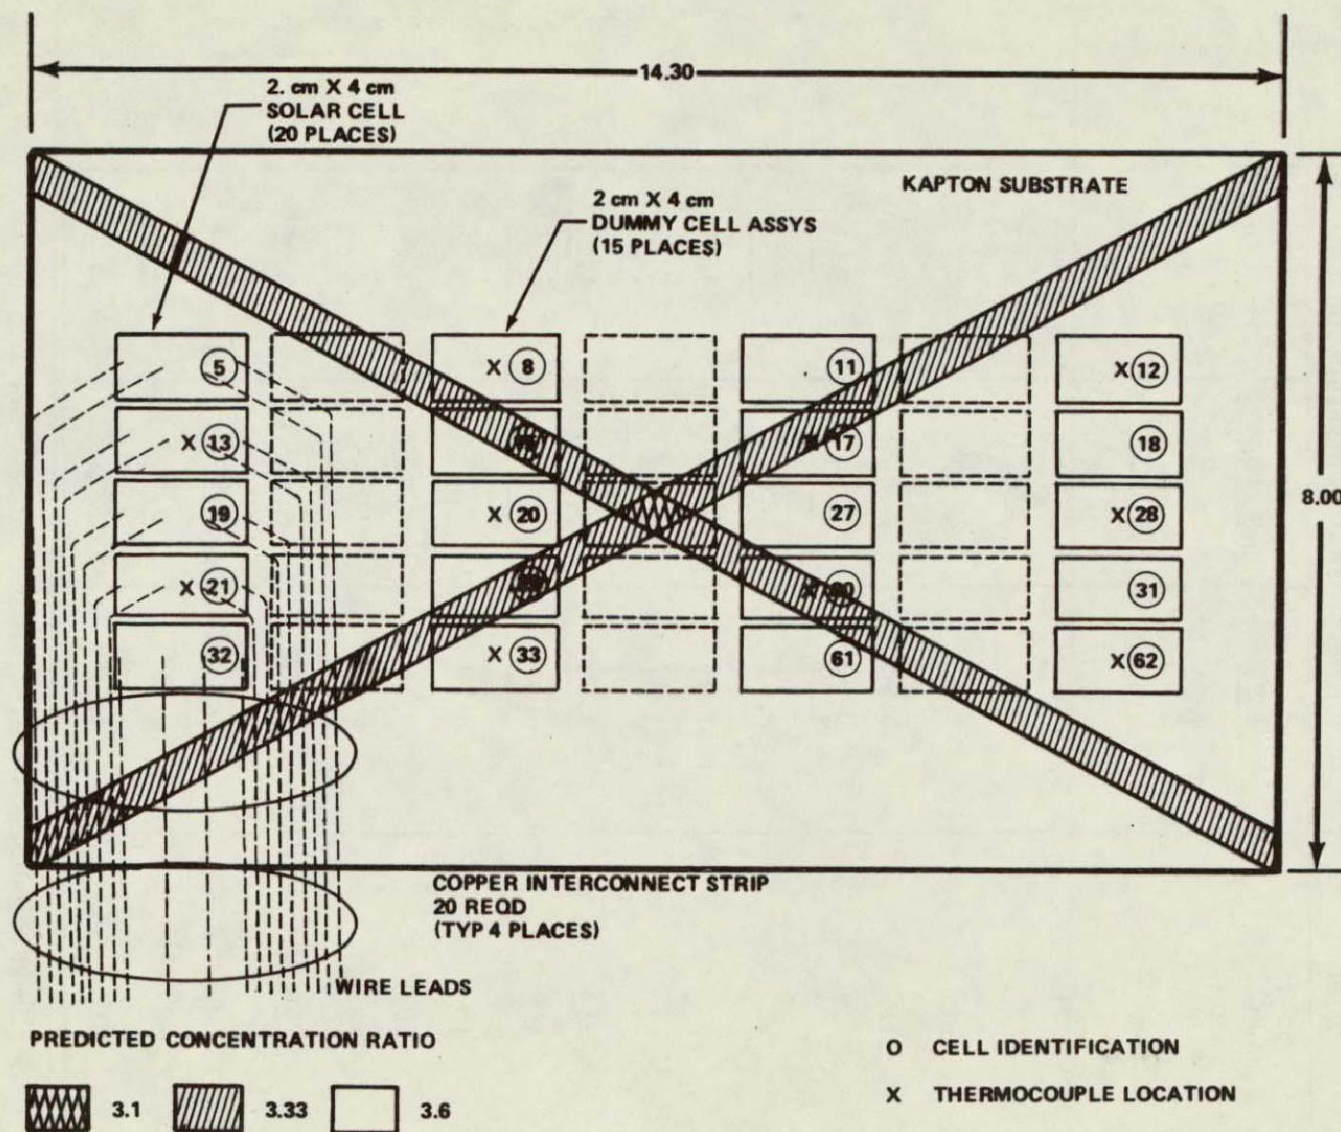 14.30
2. cm X 4 cm
SOLAR CELL
(20 PLACES)
KAPTON SUBSTRATE
2 cm X 4 cm
DUMMY CELL ASSYS
(15 PLACES)
5
X 8
11
X 12
X 13
17
18
19
X 20
27
X 28
8.00
X 21
31
32
X 33
61
X 62
COPPER INTERCONNECT STRIP
20 REQD
(TYP 4 PLACES)
WIRE LEADS
PREDICTED CONCENTRATION RATIO
3.1 3.33 3.6
O CELL IDENTIFICATION
X THERMOCOUPLE LOCATION